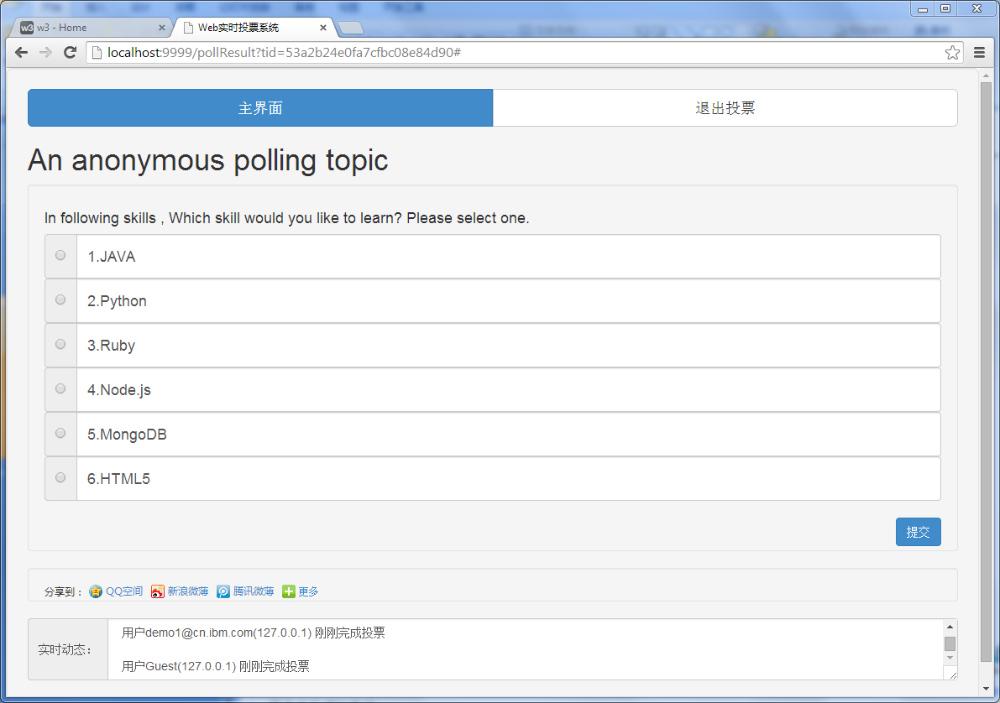 w3 w3 - Home
Web实时投票系统
localhost:9999/pollResult?tid=53a2b24e0fa7cfbc08e84d90#
主界面
退出投票
An anonymous polling topic
In following skills , Which skill would you like to learn? Please select one.
1.JAVA
2.Python
3.Ruby
4.Node.js
5.MongoDB
6.HTML5
提交
分享到： QQ空间 新浪微薄 腾讯微薄 更多
实时动态：
用户demo1@cn.ibm.com(127.0.0.1) 刚刚完成投票
用户Guest(127.0.0.1) 刚刚完成投票